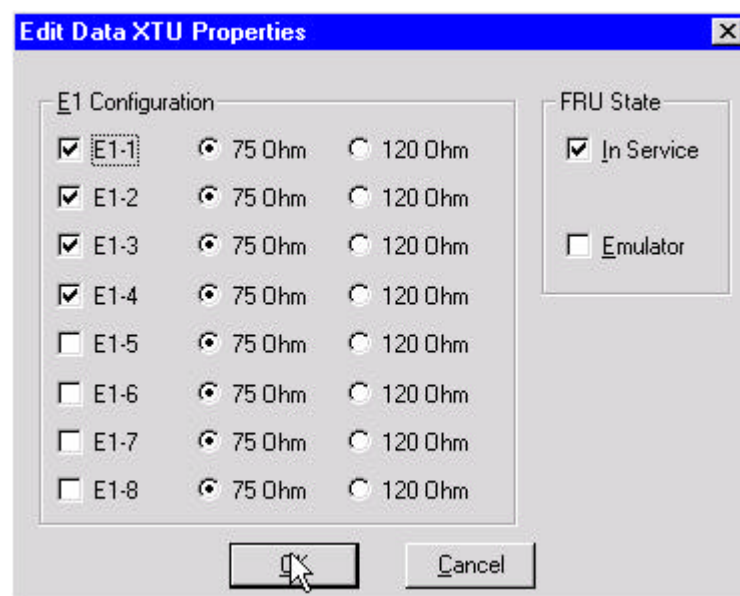 Edit Data XTU Properties
E1 Configuration
E1-1 75 Ohm 120 Ohm
E1-2 75 Ohm 120 Ohm
E1-3 75 Ohm 120 Ohm
E1-4 75 Ohm 120 Ohm
E1-5 75 Ohm 120 Ohm
E1-6 75 Ohm 120 Ohm
E1-7 75 Ohm 120 Ohm
E1-8 75 Ohm 120 Ohm
FRU State
In Service
Emulator
OK Cancel